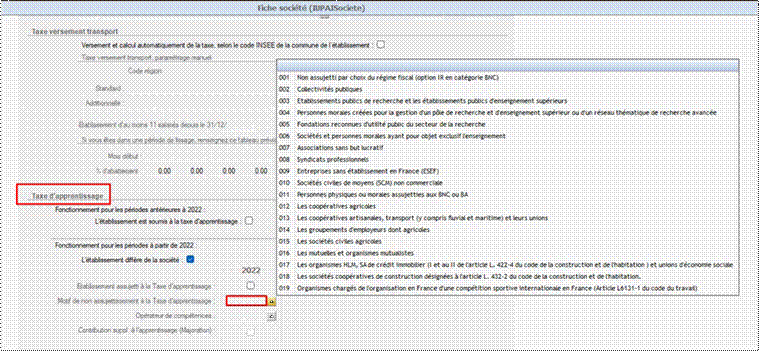 Fiche société (IUPAISociete)
Taxe versement transport
Versement et calcul automatiquement de la taxe, selon le code INSEE de la commune de l'établissement :
Taxe versement transport, paramétrage manuel
Code région
Standard
Additionnelle :
Etablissement d'au moins 11 salariés depuis le 31/12/
Si vous êtes dans une période de lissage, renseignez ce tableau prévu
Mois début :
% d'abattement 0.00 0.00 0.00 0.00
001 Non assujetti par choix du régime fiscal (option IR en catégorie BNC)
002 Collectivités publiques
003 Etablissements publics de recherche et les établissements publics d'enseignement supérieurs
004 Personnes morales créées pour la gestion d'un pôle de recherche et d'enseignement supérieur ou d'un réseau thématique de recherche avancée
005 Fondations reconnues d'utilité public du secteur de la recherche
006 Sociétés et personnes morales ayant pour objet exclusif l'enseignement
007 Associations sans but lucratif
008 Syndicats professionnels
009 Entreprises sans établissement en France (ESEF)
010 Sociétés civiles de moyens (SCM) non commerciale
011 Personnes physiques ou morales assujetties aux BNC ou BA
012 Les coopératives agricoles
013 Les coopératives artisanales, transport (y compris fluvial et maritime) et leurs unions
014 Les groupements d'employeurs dont agricoles
015 Les sociétés civiles agricoles
016 Les mutuelles et organismes mutualistes
017 Les organismes HLM, SA de crédit immobilier (I et au II de l'article L. 422-4 du code de la construction et de l'habitation ) et unions d'économie sociale
018 Les sociétés coopératives de construction désignées à l'article L. 432-2 du code de la construction et de l'habitation.
019 Organismes chargés de l'organisation en France d'une compétition sportive internationale en France (Article L6131-1 du code du travail)
Taxe d'apprentissage
Fonctionnement pour les périodes antérieures à 2022 :
L'établissement est soumis à la taxe d'apprentissage :
Fonctionnement pour les périodes à partir de 2022 :
L'établissement diffère de la société :
2022
Etablissement assujetti à la Taxe d'apprentissage :
Motif de non assujettissement à la Taxe d'apprentissage :
Opérateur de compétences :
Contribution suppl. à l'apprentissage (Majoration) :